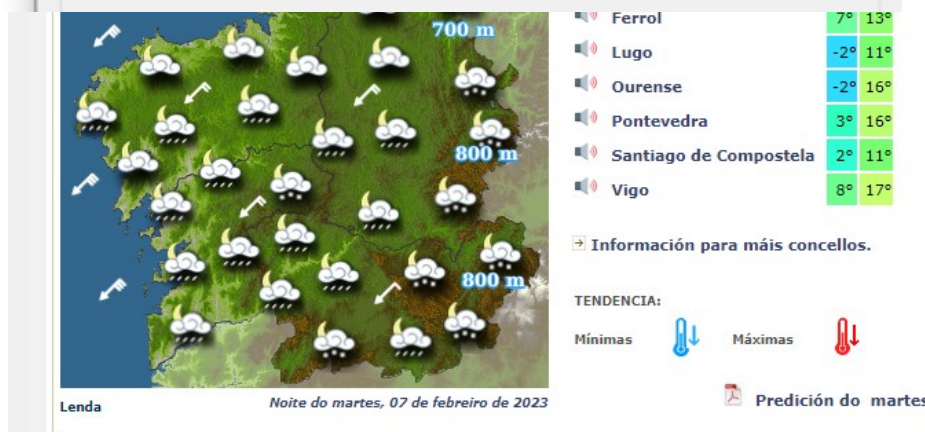 700 m
800 m
800 m
Lenda
Noite do martes, 07 de febreiro de 2023
Ferrol 7° 13°
Lugo -2° 11°
Ourense -2° 16°
Pontevedra 3° 16°
Santiago de Compostela 2° 11°
Vigo 8° 17°
Información para máis concellos.
TENDENCIA:
Mínimas Máximas
Predición do martes